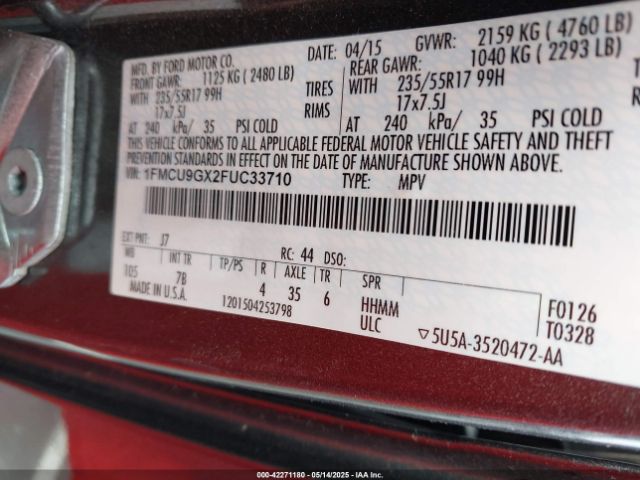 MFD. BY FORD MOTOR CO.
DATE: 04/15 GVWR: 2159 KG ( 4760 LB)
FRONT GAWR: 1125 KG ( 2480 LB) REAR GAWR: 1040 KG ( 2293 LB)
WITH 235/55R17 99H TIRES WITH 235/55R17 99H
17x7.5J RIMS 17x7.5J
AT 240 kPa/ 35 PSI COLD AT 240 kPa/ 35 PSI COLD
THIS VEHICLE CONFORMS TO ALL APPLICABLE FEDERAL MOTOR VEHICLE SAFETY AND THEFT
PREVENTION STANDARDS IN EFFECT ON THE DATE OF MANUFACTURE SHOWN ABOVE.
VIN: 1FMCU9GX2FUC33710 TYPE: MPV
EXT PNT: J7 RC: 44 DSO:
WB INT TR TP/PS R AXLE TR SPR
105 7B 4 35 6 HHMM F0126
MADE IN U.S.A. 1201504253798 ULC T0328
▽5U5A-3520472-AA
000-42271180 05/14/2025 COPART